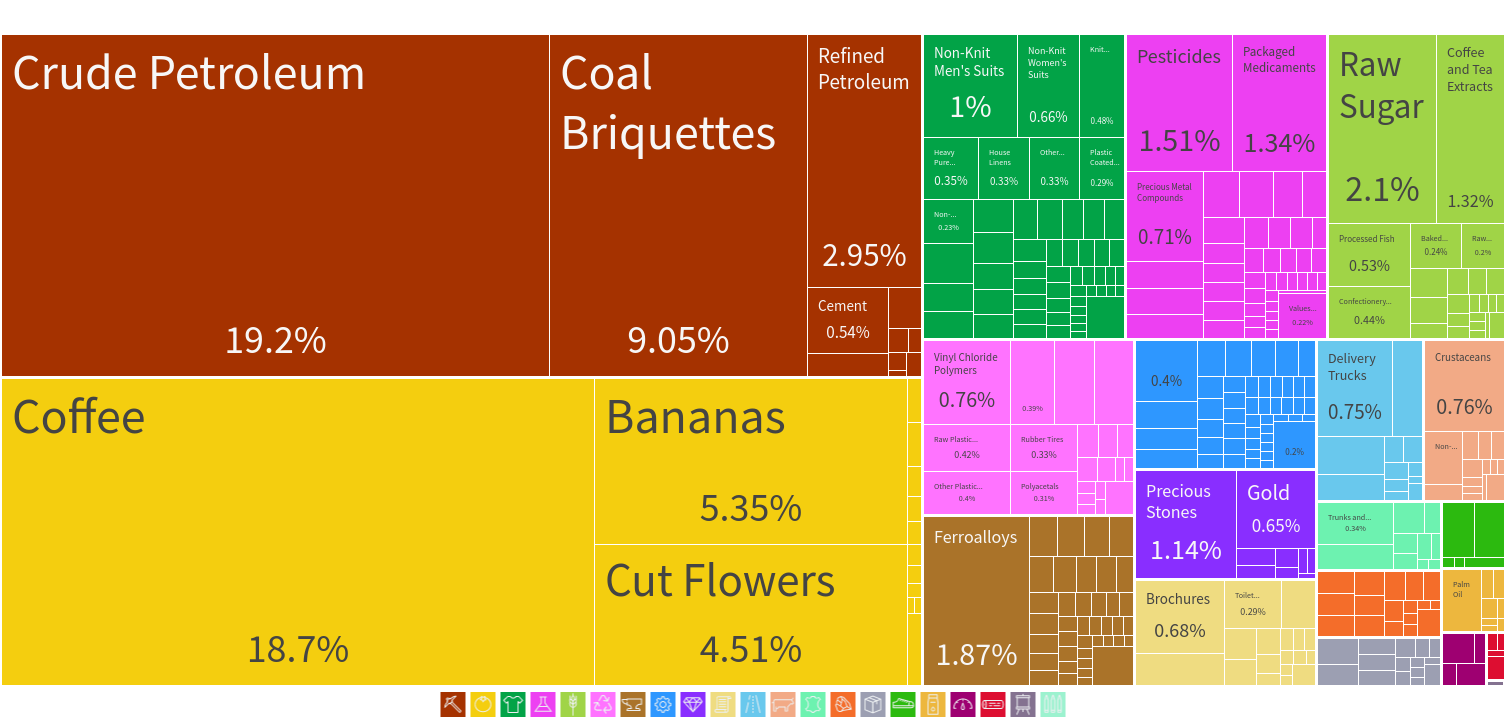 Crude Petroleum
19.2%
Coal
Briquettes
9.05%
Refined
Petroleum
2.95%
Cement
0.54%
Coffee
18.7%
Bananas
5.35%
Cut Flowers
4.51%
Non-Knit
Men's Suits
1%
Non-Knit
Women's
Suits
0.66%
Knit...
0.48%
Heavy
Pure...
0.35%
House
Linens
0.33%
Other...
0.33%
Plastic
Coated...
0.29%
Non-...
0.23%
Pesticides
1.51%
Packaged
Medicaments
1.34%
Precious Metal
Compounds
0.71%
Values...
0.22%
Raw
Sugar
2.1%
Coffee
and Tea
Extracts
1.32%
Processed Fish
0.53%
Baked...
0.24%
Raw...
0.2%
Confectionery...
0.44%
Vinyl Chloride
Polymers
0.76%
0.39%
Raw Plastic...
0.42%
Rubber Tires
0.33%
Other Plastic...
0.4%
Polyacetals
0.31%
Ferroalloys
1.87%
0.4%
0.2%
Precious
Stones
1.14%
Gold
0.65%
Brochures
0.68%
Toilet...
0.29%
Delivery
Trucks
0.75%
Crustaceans
0.76%
Non-...
Trunks and...
0.34%
Palm
Oil